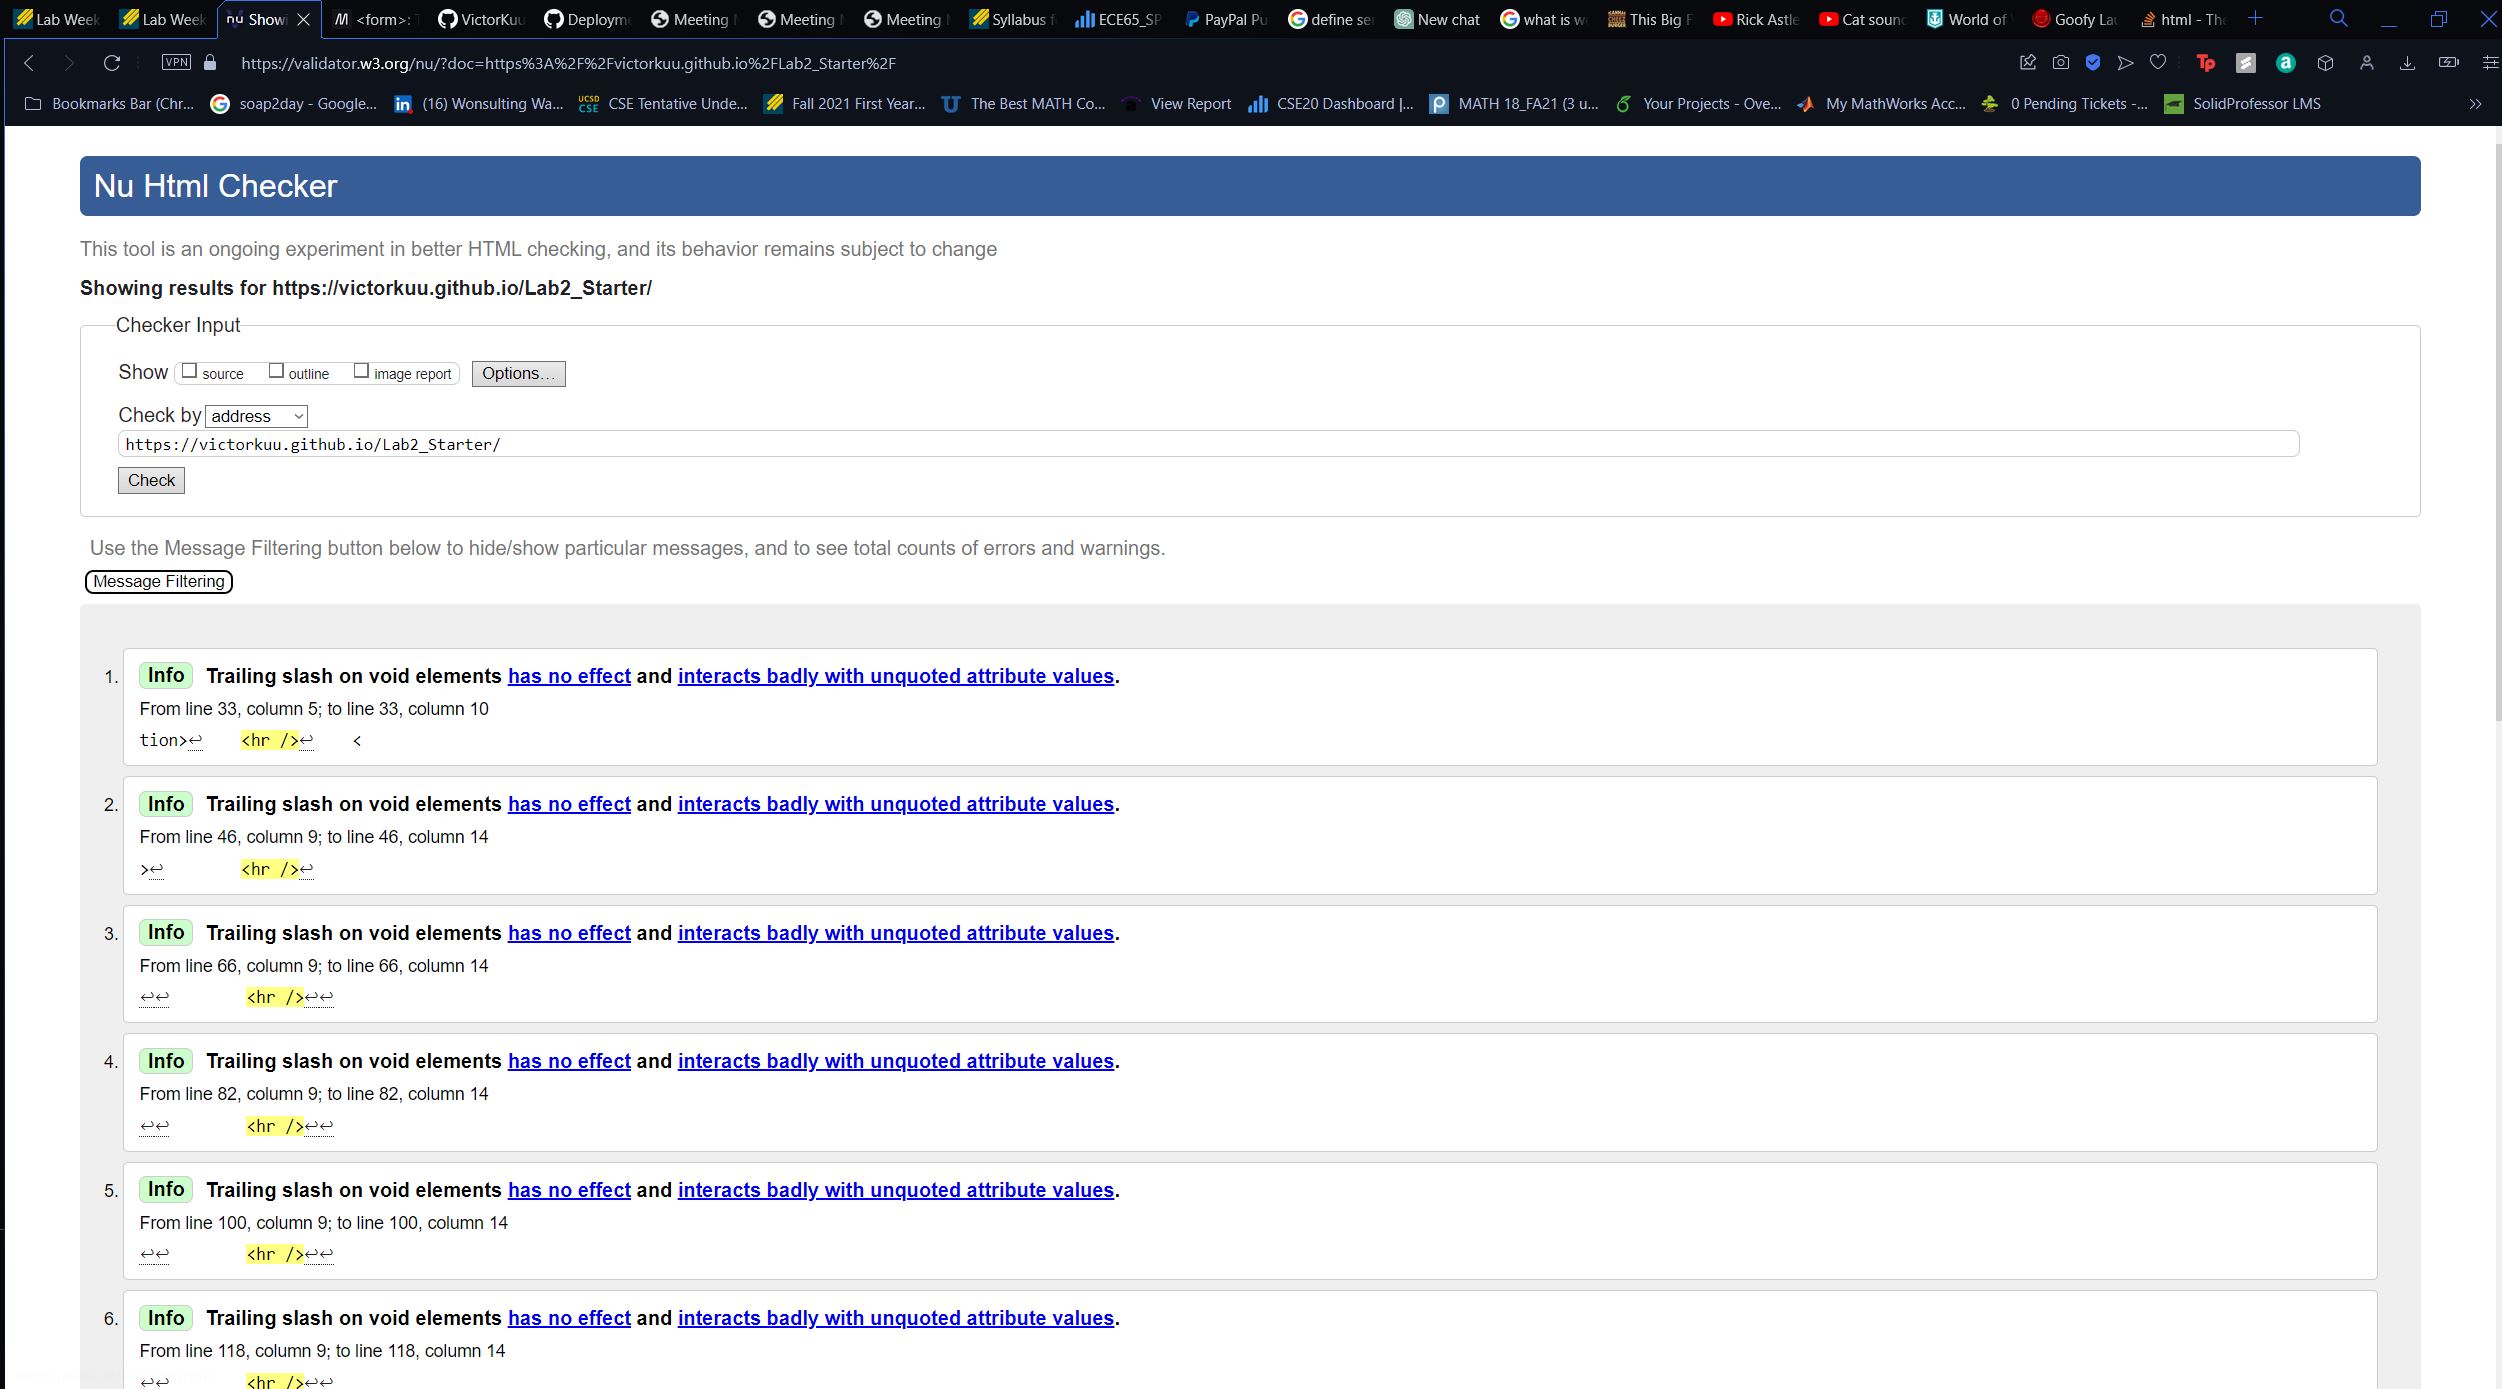 Lab Week
Lab Week
nu Showi
M <form>: T
VictorKuu
Deployme
Meeting
Meeting
Meeting
Syllabus f
ECE65_SP
PayPal Pu
define se
New chat
what is w
This Big F
Rick Astle
Cat soun
World of
Goofy Lau
html - The
VPN https://validator.w3.org/nu/?doc=https%3A%2F%2Fvictorkuu.github.io%2FLab2_Starter%2F
Bookmarks Bar (Chr... soap2day - Google... (16) Wonsulting Wa... UCSD CSE CSE Tentative Unde... Fall 2021 First Year... The Best MATH Co... View Report CSE20 Dashboard |... MATH 18_FA21 (3 u... Your Projects - Ove... My MathWorks Acc... 0 Pending Tickets -... SolidProfessor LMS
Nu Html Checker
This tool is an ongoing experiment in better HTML checking, and its behavior remains subject to change
Showing results for https://victorkuu.github.io/Lab2_Starter/
Checker Input
Show source outline image report Options...
Check by address
https://victorkuu.github.io/Lab2_Starter/
Check
Use the Message Filtering button below to hide/show particular messages, and to see total counts of errors and warnings.
Message Filtering
1. Info Trailing slash on void elements has no effect and interacts badly with unquoted attribute values.
From line 33, column 5; to line 33, column 10
tion>↩ <hr />↩ <
2. Info Trailing slash on void elements has no effect and interacts badly with unquoted attribute values.
From line 46, column 9; to line 46, column 14
>↩ <hr />↩
3. Info Trailing slash on void elements has no effect and interacts badly with unquoted attribute values.
From line 66, column 9; to line 66, column 14
↩↩ <hr />↩↩
4. Info Trailing slash on void elements has no effect and interacts badly with unquoted attribute values.
From line 82, column 9; to line 82, column 14
↩↩ <hr />↩↩
5. Info Trailing slash on void elements has no effect and interacts badly with unquoted attribute values.
From line 100, column 9; to line 100, column 14
↩↩ <hr />↩↩
6. Info Trailing slash on void elements has no effect and interacts badly with unquoted attribute values.
From line 118, column 9; to line 118, column 14
↩↩ <hr />↩↩